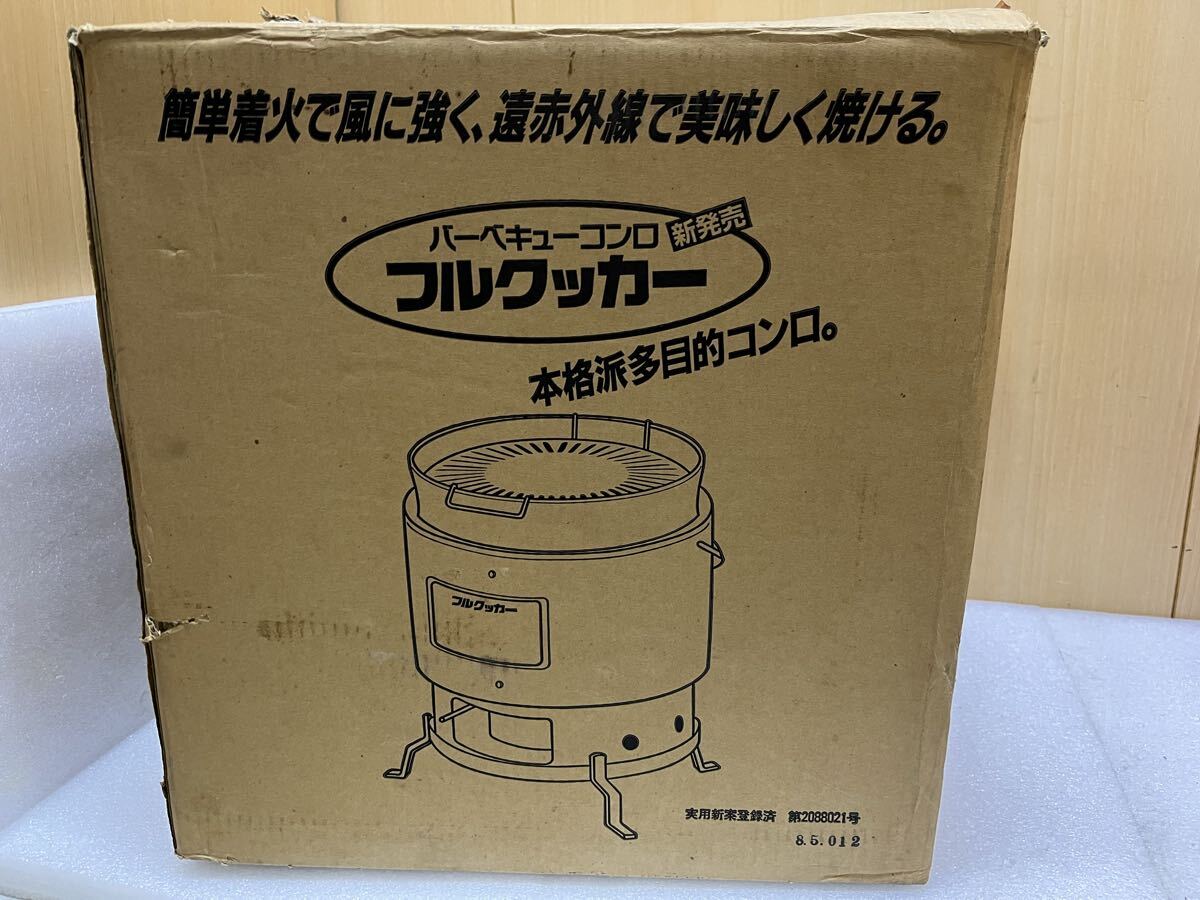 簡単着火で風に強く、遠赤外線で美味しく焼ける。
バーベキューコンロ
新発売
フルクッカー
本格派多目的コンロ。
フルクッカー
実用新案登録済 第2088021号
8.5.012